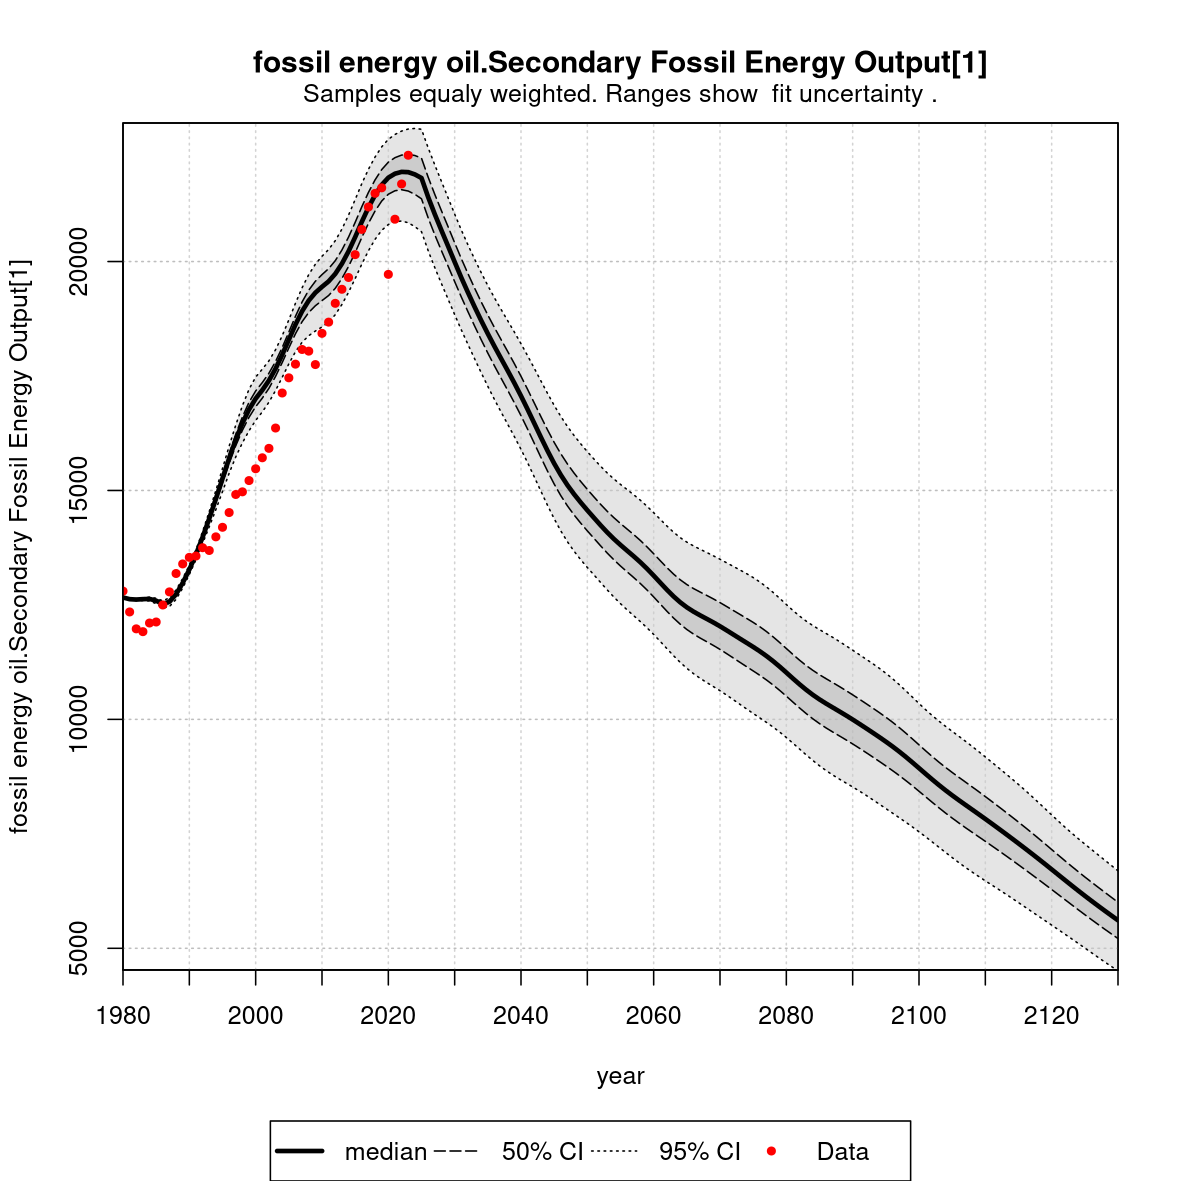 fossil energy oil.Secondary Fossil Energy Output[1]
Samples equaly weighted. Ranges show  fit uncertainty .
fossil energy oil.Secondary Fossil Energy Output[1]
20000
15000
10000
5000
1980 2000 2020 2040 2060 2080 2100 2120
year
median 50% CI 95% CI Data